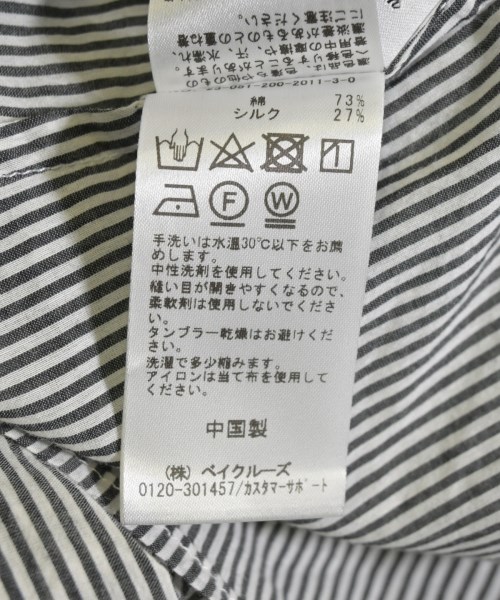 綿 73%
シルク 27%
手洗いは水温30℃以下をお薦
めします。
中性洗剤を使用してください。
縫い目が開きやすくなるので、
柔軟剤は使用しないでくださ
い。
タンブラー乾燥はお避けくだ
さい。
洗濯で多少縮みます。
アイロンは当て布を使用して
ください。
中国製
(株) ベイクルーズ
0120-301457/カスタマーサポート